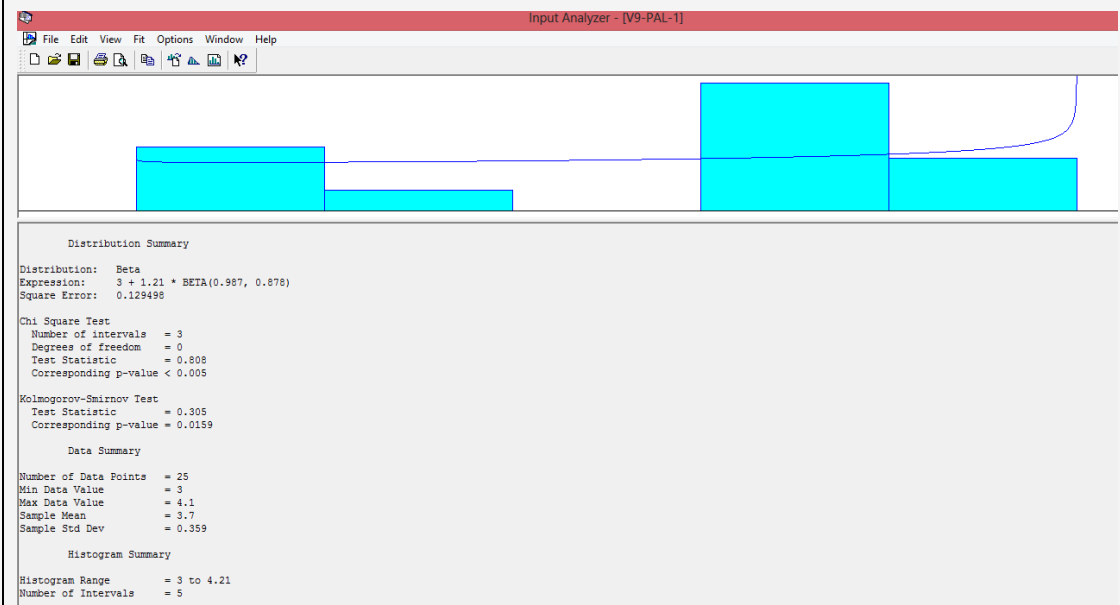 Input Analyzer - [V9-PAL-1]
File Edit View Fit Options Window Help
Distribution Summary
Distribution: Beta
Expression: 3 + 1.21 * BETA(0.987, 0.878)
Square Error: 0.129498
Chi Square Test
Number of intervals = 3
Degrees of freedom = 0
Test Statistic = 0.808
Corresponding p-value < 0.005
Kolmogorov-Smirnov Test
Test Statistic = 0.305
Corresponding p-value = 0.0159
Data Summary
Number of Data Points = 25
Min Data Value = 3
Max Data Value = 4.1
Sample Mean = 3.7
Sample Std Dev = 0.359
Histogram Summary
Histogram Range = 3 to 4.21
Number of Intervals = 5